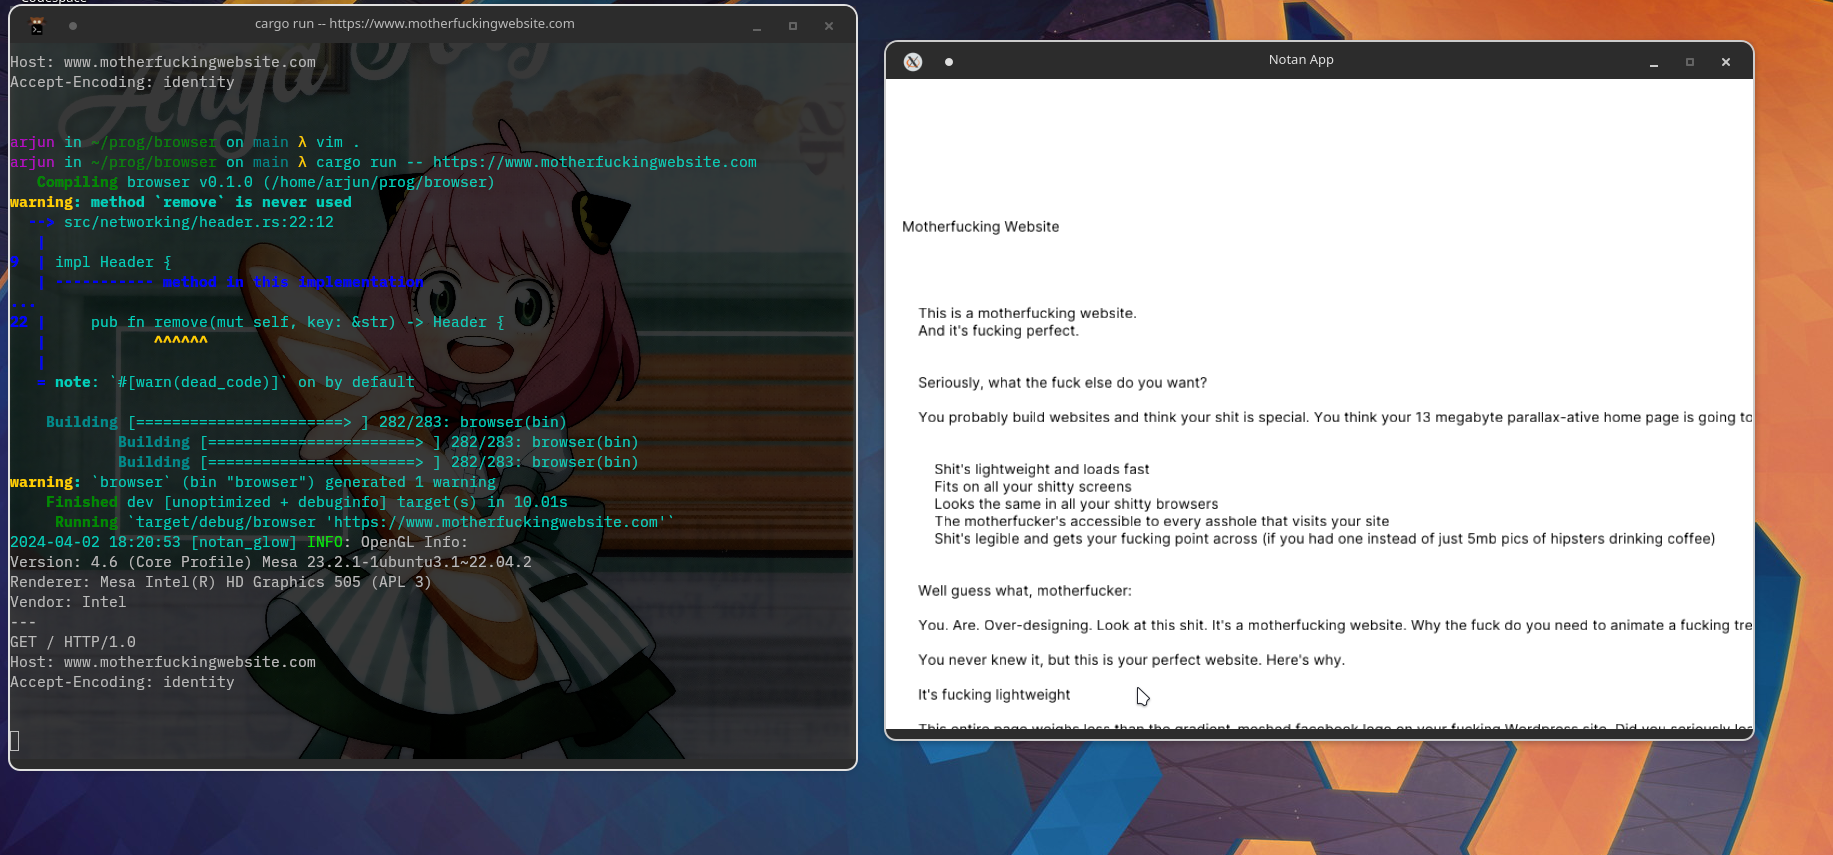 Codespace
cargo run -- https://www.motherfuckingwebsite.com
Host: www.motherfuckingwebsite.com
Accept-Encoding: identity
arjun in ~/prog/browser on main λ vim .
arjun in ~/prog/browser on main λ cargo run -- https://www.motherfuckingwebsite.com
Compiling browser v0.1.0 (/home/arjun/prog/browser)
warning: method `remove` is never used
--> src/networking/header.rs:22:12
|
9 | impl Header {
| ----------- method in this implementation
...
22 | pub fn remove(mut self, key: &str) -> Header {
| ^^^^^^
|
= note: `#[warn(dead_code)]` on by default
Building [=======================> ] 282/283: browser(bin)
Building [=======================> ] 282/283: browser(bin)
Building [=======================> ] 282/283: browser(bin)
warning: `browser` (bin "browser") generated 1 warning
Finished dev [unoptimized + debuginfo] target(s) in 10.01s
Running `target/debug/browser 'https://www.motherfuckingwebsite.com'`
2024-04-02 18:20:53 [notan_glow] INFO: OpenGL Info:
Version: 4.6 (Core Profile) Mesa 23.2.1-1ubuntu3.1~22.04.2
Renderer: Mesa Intel(R) HD Graphics 505 (APL 3)
Vendor: Intel
---
GET / HTTP/1.0
Host: www.motherfuckingwebsite.com
Accept-Encoding: identity
Notan App
Motherfucking Website
This is a motherfucking website.
And it's fucking perfect.
Seriously, what the fuck else do you want?
You probably build websites and think your shit is special. You think your 13 megabyte parallax-ative home page is going to
Shit's lightweight and loads fast
Fits on all your shitty screens
Looks the same in all your shitty browsers
The motherfucker's accessible to every asshole that visits your site
Shit's legible and gets your fucking point across (if you had one instead of just 5mb pics of hipsters drinking coffee)
Well guess what, motherfucker:
You. Are. Over-designing. Look at this shit. It's a motherfucking website. Why the fuck do you need to animate a fucking tre
You never knew it, but this is your perfect website. Here's why.
It's fucking lightweight
This entire page weighs less than the gradient-meshed facebook logo on your fucking Wordpress site. Did you seriously loa